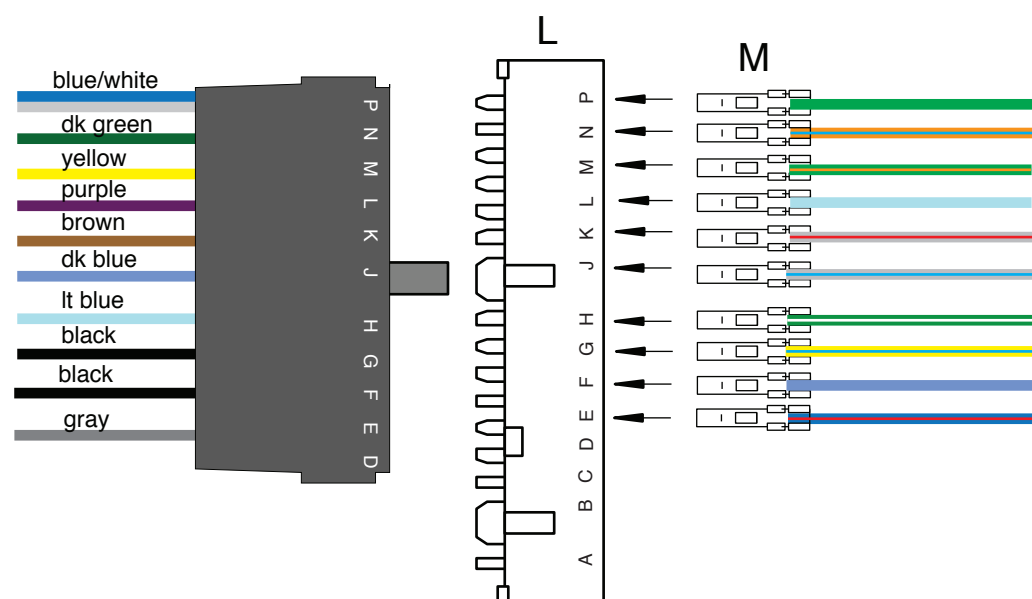 L
M
blue/white
dk green
yellow
purple
brown
dk blue
lt blue
black
black
gray
P
N
M
L
K
J
H
G
F
E
D
P
N
M
L
K
J
H
G
F
E
D
C
B
A